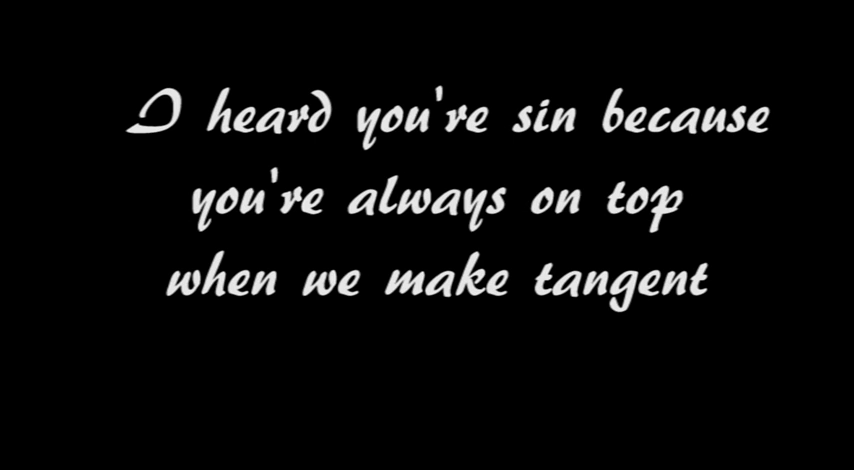 I heard you're sin because
you're always on top
when we make tangent